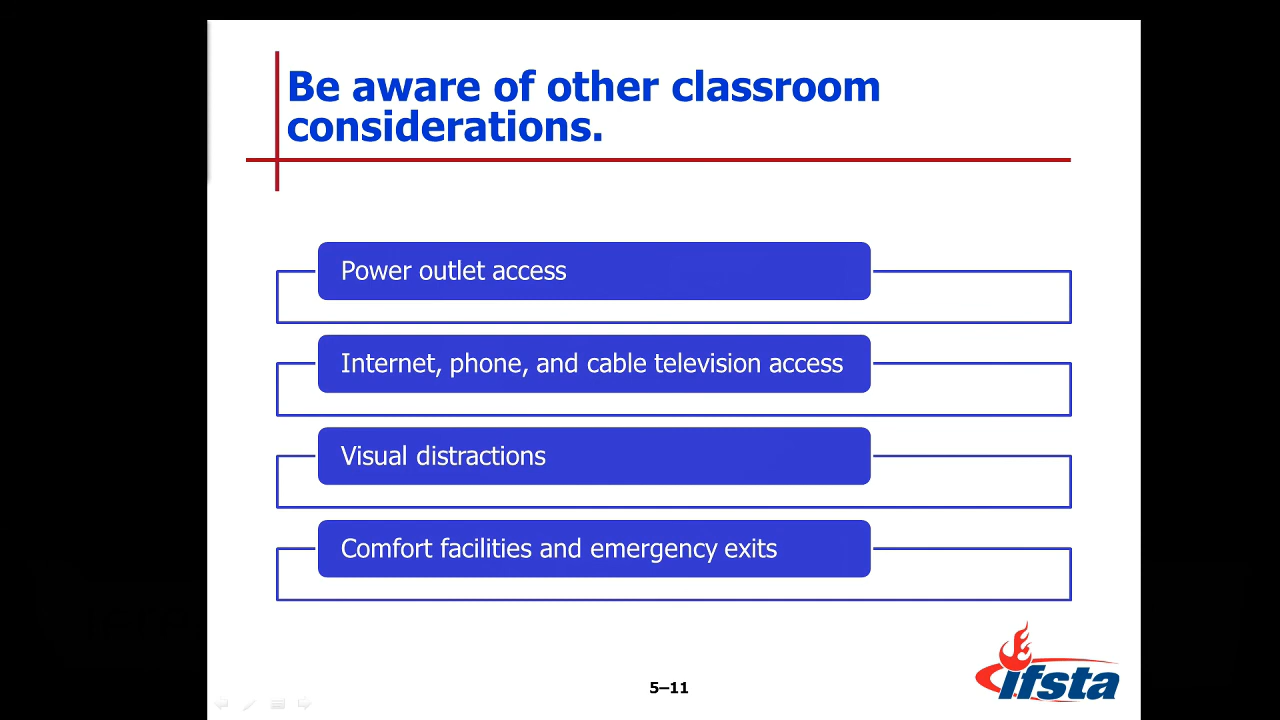 Be aware of other classroom
considerations.
Power outlet access
Internet, phone, and cable television access
Visual distractions
Comfort facilities and emergency exits
5–11
ifsta